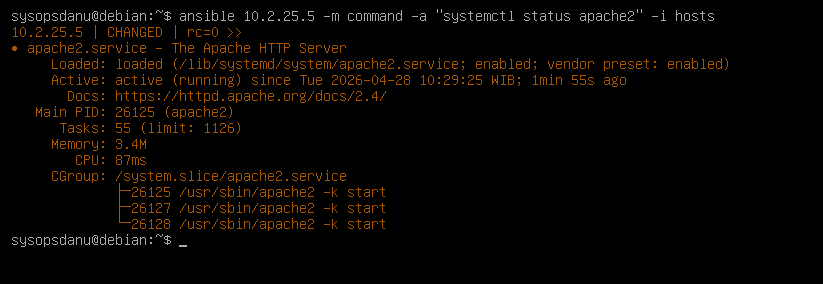 sysopsdanu@debian:~$ ansible 10.2.25.5 -m command -a "systemctl status apache2" -i hosts
10.2.25.5 | CHANGED | rc=0 >>
● apache2.service - The Apache HTTP Server
     Loaded: loaded (/lib/systemd/system/apache2.service; enabled; vendor preset: enabled)
     Active: active (running) since Tue 2026-04-28 10:29:25 WIB; 1min 55s ago
       Docs: https://httpd.apache.org/docs/2.4/
   Main PID: 26125 (apache2)
      Tasks: 55 (limit: 1126)
     Memory: 3.4M
        CPU: 87ms
     CGroup: /system.slice/apache2.service
             ├─26125 /usr/sbin/apache2 -k start
             ├─26127 /usr/sbin/apache2 -k start
             └─26128 /usr/sbin/apache2 -k start
sysopsdanu@debian:~$ _